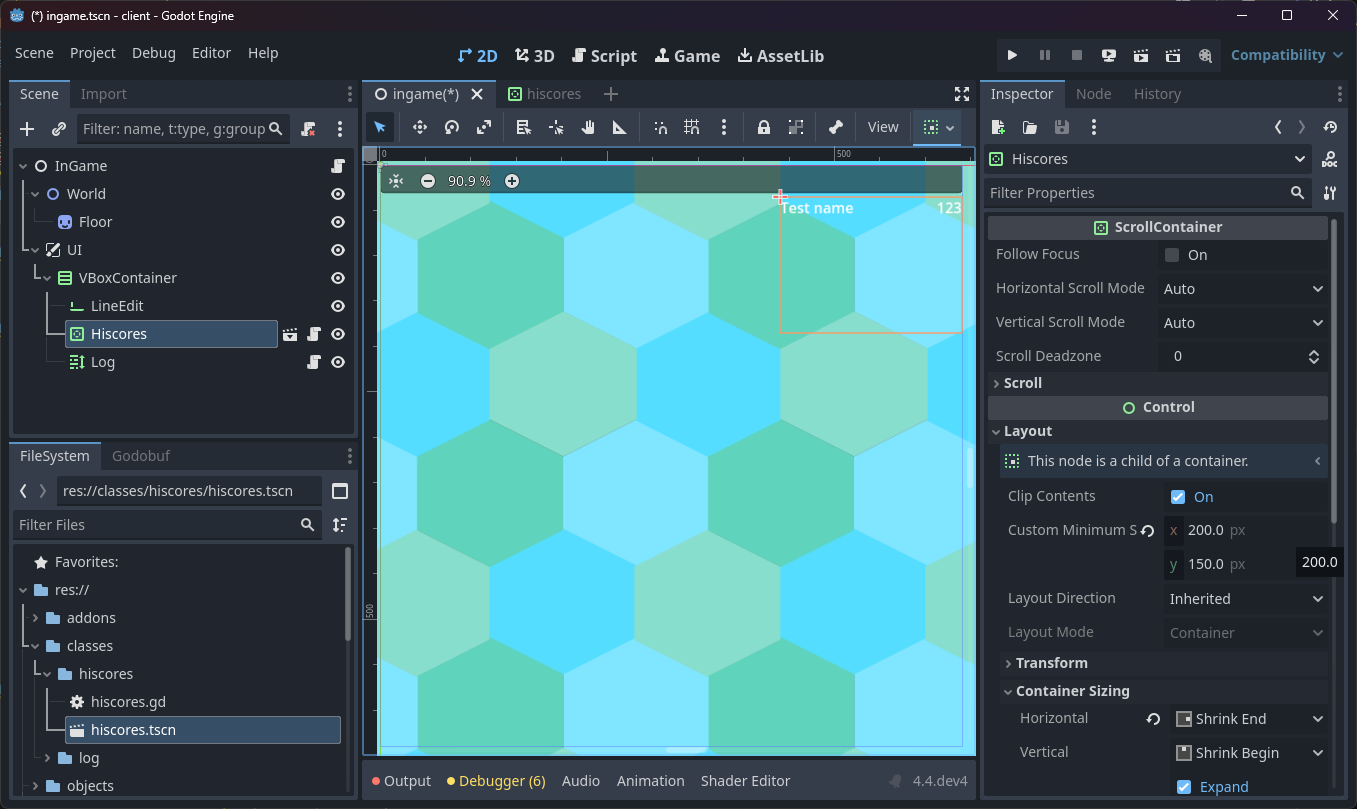 (*) ingame.tscn - client - Godot Engine
Scene Project Debug Editor Help
2D 3D Script Game AssetLib
Compatibility
Scene Import
ingame(*) hiscores
Inspector Node History
Filter: name, t:type, g:group
View
InGame
World
Floor
UI
VBoxContainer
LineEdit
Hiscores
Log
0 500
90.9 %
Test name 123
500
Hiscores
Filter Properties
ScrollContainer
Follow Focus On
Horizontal Scroll Mode Auto
Vertical Scroll Mode Auto
Scroll Deadzone 0
Scroll
Control
Layout
This node is a child of a container.
Clip Contents On
Custom Minimum S x 200.0 px
y 150.0 px
200.0
Layout Direction Inherited
Layout Mode Container
Transform
Container Sizing
Horizontal Shrink End
Vertical Shrink Begin
Expand
FileSystem Godobuf
res://classes/hiscores/hiscores.tscn
Filter Files
Favorites:
res://
addons
classes
hiscores
hiscores.gd
hiscores.tscn
log
objects
Output Debugger (6) Audio Animation Shader Editor 4.4.dev4